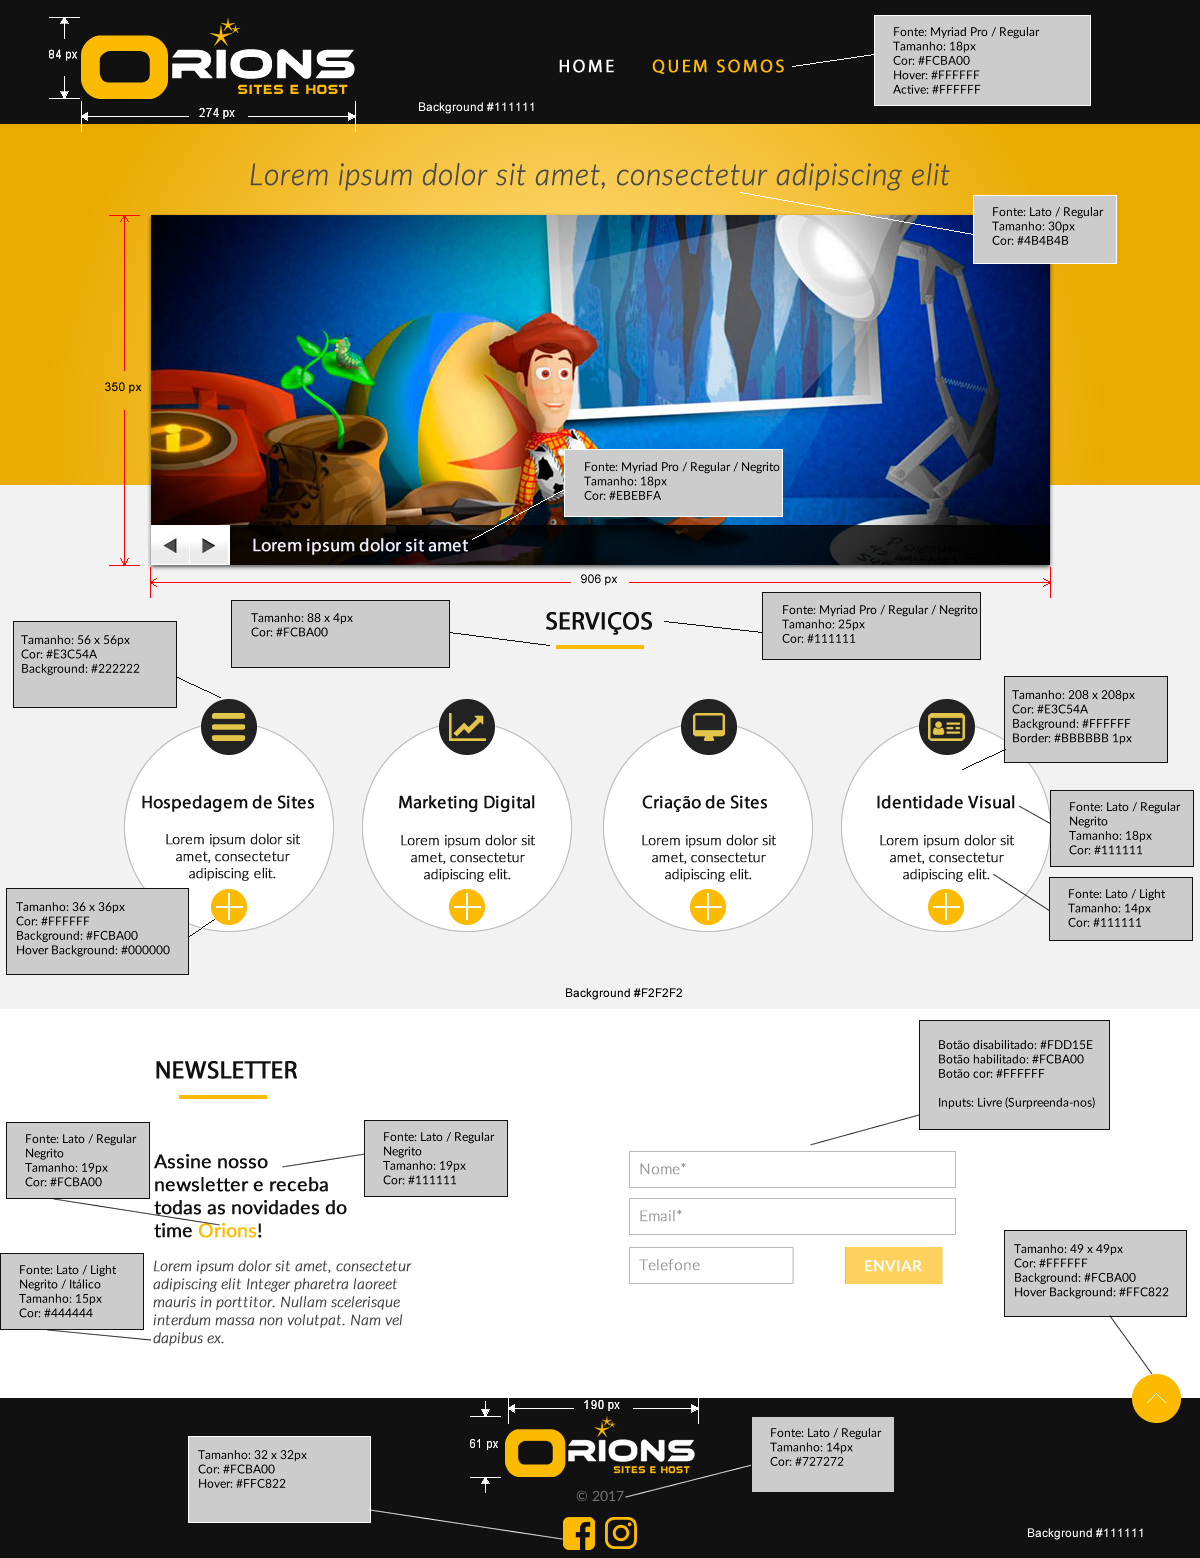 ORIONS
SITES E HOST
84 px
274 px
HOME
QUEM SOMOS
Background #111111
Fonte: Myriad Pro / Regular
Tamanho: 18px
Cor: #FCBA00
Hover: #FFFFFF
Active: #FFFFFF
Lorem ipsum dolor sit amet, consectetur adipiscing elit
Fonte: Lato / Regular
Tamanho: 30px
Cor: #4B4B4B
350 px
Fonte: Myriad Pro / Regular / Negrito
Tamanho: 18px
Cor: #EBEBFA
Lorem ipsum dolor sit amet
P. SHERMAN
906 px
Tamanho: 88 x 4px
Cor: #FCBA00
SERVIÇOS
Fonte: Myriad Pro / Regular / Negrito
Tamanho: 25px
Cor: #111111
Tamanho: 56 x 56px
Cor: #E3C54A
Background: #222222
Tamanho: 208 x 208px
Cor: #E3C54A
Background: #FFFFFF
Border: #BBBBBB 1px
Hospedagem de Sites
Lorem ipsum dolor sit
amet, consectetur
adipiscing elit.
Marketing Digital
Lorem ipsum dolor sit
amet, consectetur
adipiscing elit.
Criação de Sites
Lorem ipsum dolor sit
amet, consectetur
adipiscing elit.
Identidade Visual
Lorem ipsum dolor sit
amet, consectetur
adipiscing elit.
Fonte: Lato / Regular
Negrito
Tamanho: 18px
Cor: #111111
Fonte: Lato / Light
Tamanho: 14px
Cor: #111111
Tamanho: 36 x 36px
Cor: #FFFFFF
Background: #FCBA00
Hover Background: #000000
Background #F2F2F2
NEWSLETTER
Botão disabilitado: #FDD15E
Botão habilitado: #FCBA00
Botão cor: #FFFFFF
Inputs: Livre (Surpreenda-nos)
Fonte: Lato / Regular
Negrito
Tamanho: 19px
Cor: #FCBA00
Fonte: Lato / Regular
Negrito
Tamanho: 19px
Cor: #111111
Assine nosso
newsletter e receba
todas as novidades do
time Orions!
Nome*
Email*
Telefone
ENVIAR
Fonte: Lato / Light
Negrito / Itálico
Tamanho: 15px
Cor: #444444
Lorem ipsum dolor sit amet, consectetur
adipiscing elit Integer pharetra laoreet
mauris in porttitor. Nullam scelerisque
interdum massa non volutpat. Nam vel
dapibus ex.
Tamanho: 49 x 49px
Cor: #FFFFFF
Background: #FCBA00
Hover Background: #FFC822
190 px
61 px
ORIONS
SITES E HOST
© 2017
Fonte: Lato / Regular
Tamanho: 14px
Cor: #727272
Tamanho: 32 x 32px
Cor: #FCBA00
Hover: #FFC822
Background #111111